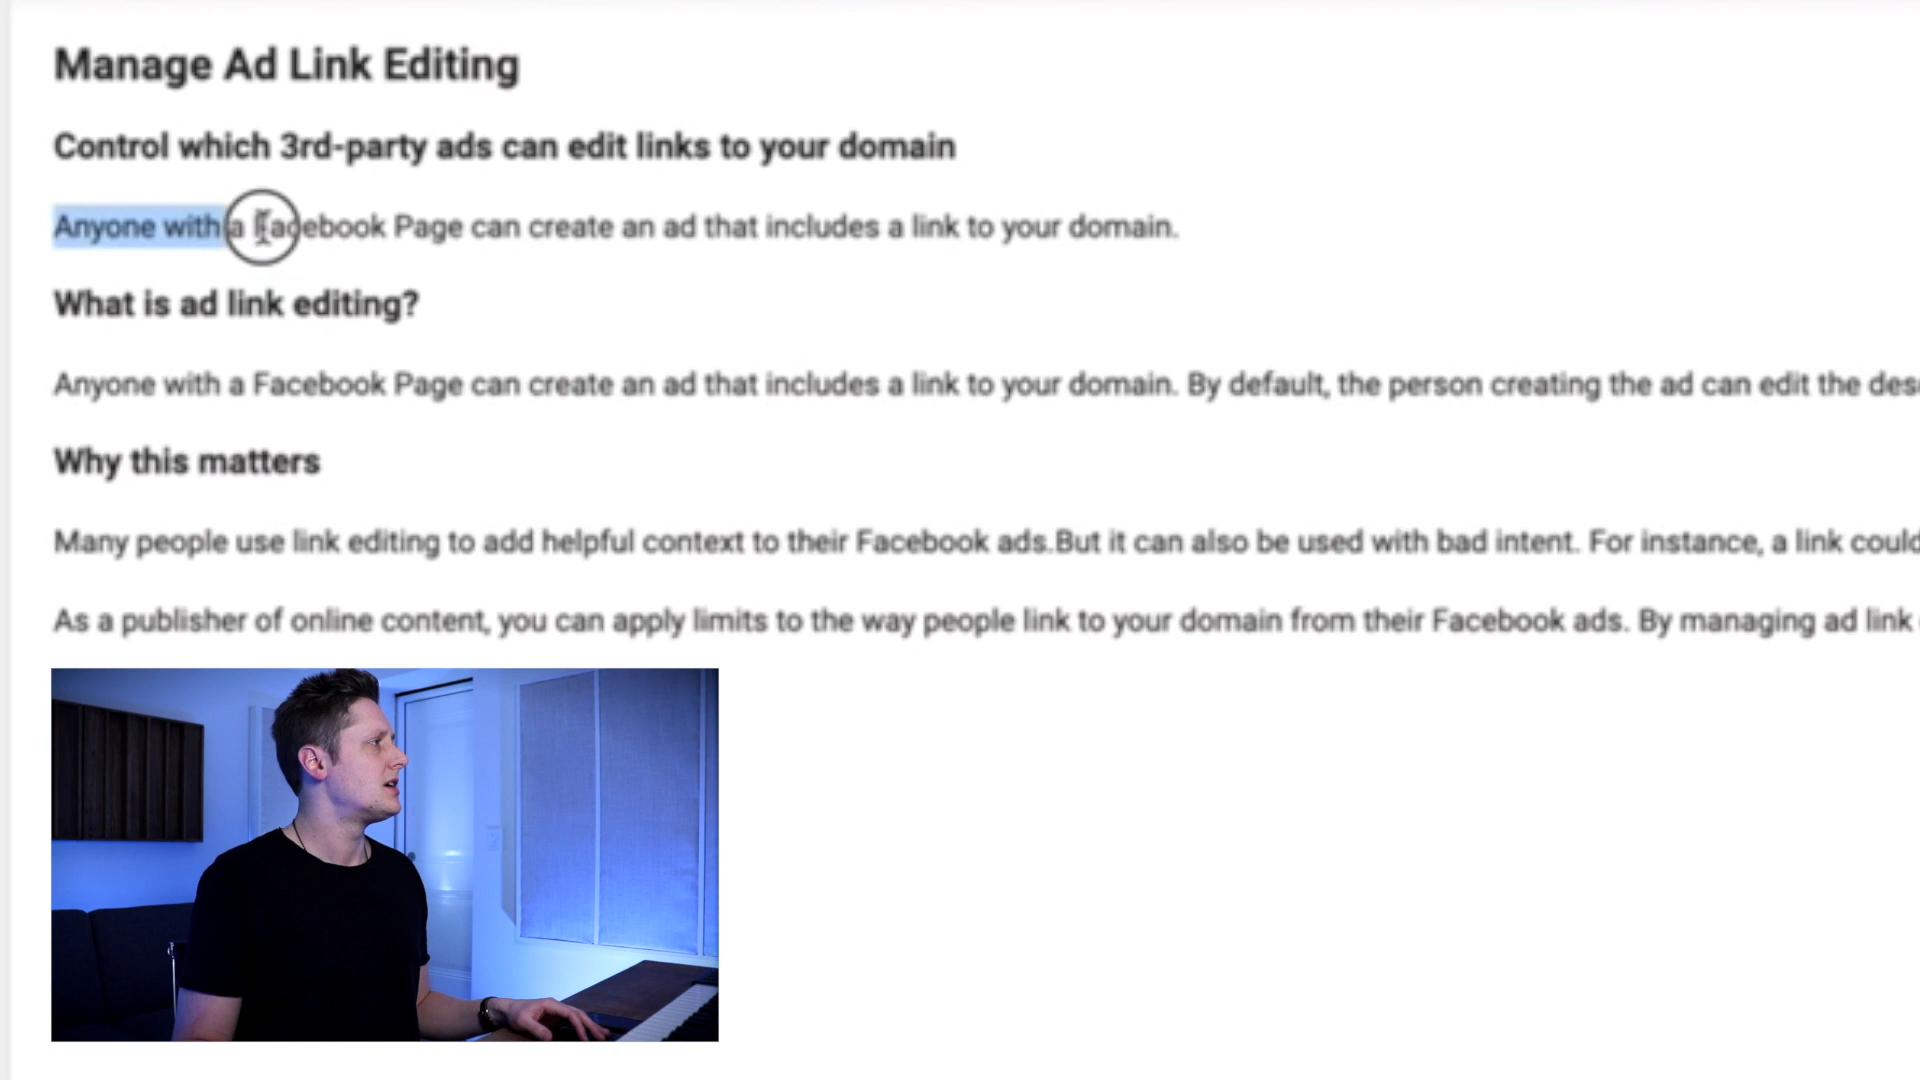 Manage Ad Link Editing
Control which 3rd-party ads can edit links to your domain
Anyone with a Facebook Page can create an ad that includes a link to your domain.
What is ad link editing?
Anyone with a Facebook Page can create an ad that includes a link to your domain. By default, the person creating the ad can edit the des
Why this matters
Many people use link editing to add helpful context to their Facebook ads.But it can also be used with bad intent. For instance, a link could
As a publisher of online content, you can apply limits to the way people link to your domain from their Facebook ads. By managing ad link